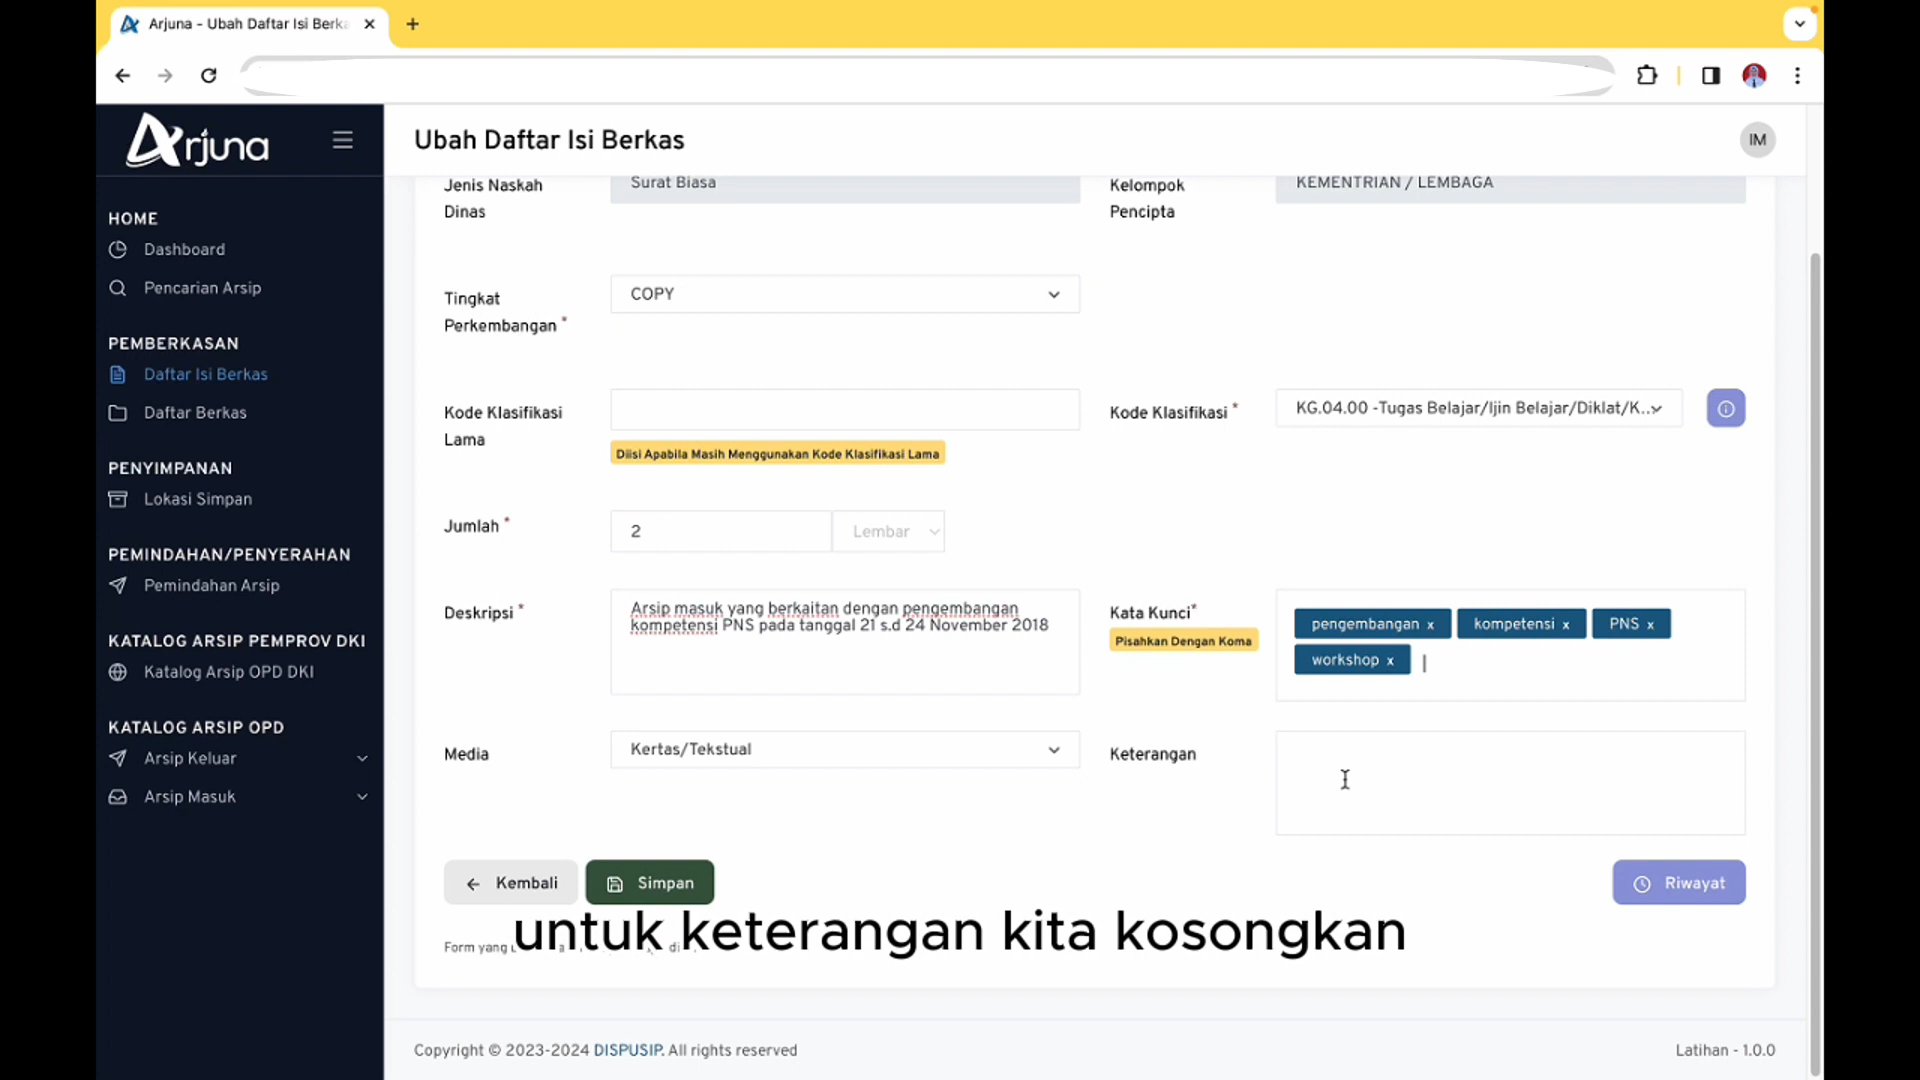 Arjuna - Ubah Daftar Isi Berka
Arjuna
Ubah Daftar Isi Berkas
IM
HOME
Dashboard
Pencarian Arsip
PEMBERKASAN
Daftar Isi Berkas
Daftar Berkas
PENYIMPANAN
Lokasi Simpan
PEMINDAHAN/PENYERAHAN
Pemindahan Arsip
KATALOG ARSIP PEMPROV DKI
Katalog Arsip OPD DKI
KATALOG ARSIP OPD
Arsip Keluar
Arsip Masuk
Jenis Naskah
Dinas
Surat Biasa
Kelompok
Pencipta
KEMENTRIAN / LEMBAGA
Tingkat
Perkembangan *
COPY
Kode Klasifikasi
Lama
Diisi Apabila Masih Menggunakan Kode Klasifikasi Lama
Kode Klasifikasi *
KG.04.00 -Tugas Belajar/Ijin Belajar/Diklat/K...
Jumlah *
2
Lembar
Deskripsi *
Arsip masuk yang berkaitan dengan pengembangan
kompetensi PNS pada tanggal 21 s.d 24 November 2018
Kata Kunci*
Pisahkan Dengan Koma
pengembangan x kompetensi x PNS x
workshop x
Media
Kertas/Tekstual
Keterangan
Kembali
Simpan
Riwayat
Form yang
untuk keterangan kita kosongkan
Copyright © 2023-2024 DISPUSIP. All rights reserved
Latihan - 1.0.0